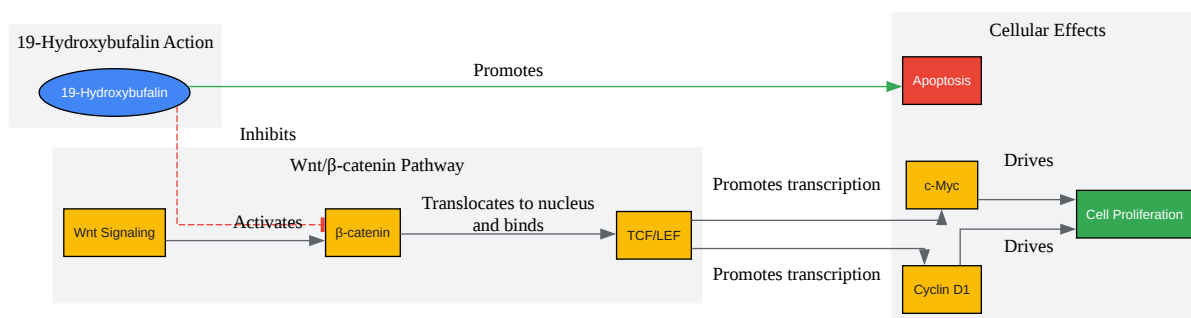 Cellular Effects
19-Hydroxybufalin Action
Promotes
Apoptosis
19-Hydroxybufalin
Inhibits
Wnt/β-catenin Pathway
Drives
Promotes transcription
c-Myc
Translocates to nucleus
and binds
Activates
Wnt Signaling
β-catenin
TCF/LEF
Cell Proliferation
Drives
Promotes transcription
Cyclin D1